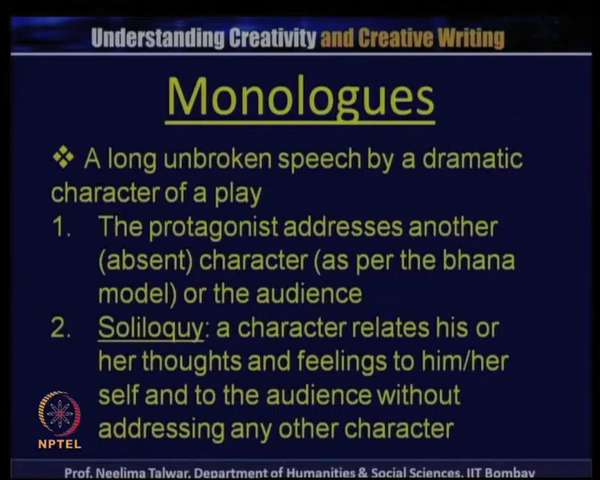 Understanding Creativity and Creative Writing
Monologues
❖ A long unbroken speech by a dramatic
character of a play
1. The protagonist addresses another
(absent) character (as per the bhana
model) or the audience
2. Soliloquy: a character relates his or
her thoughts and feelings to him/her
self and to the audience without
addressing any other character
NPTEL
Prof. Neelima Talwar, Department of Humanities & Social Sciences, IIT Bombay